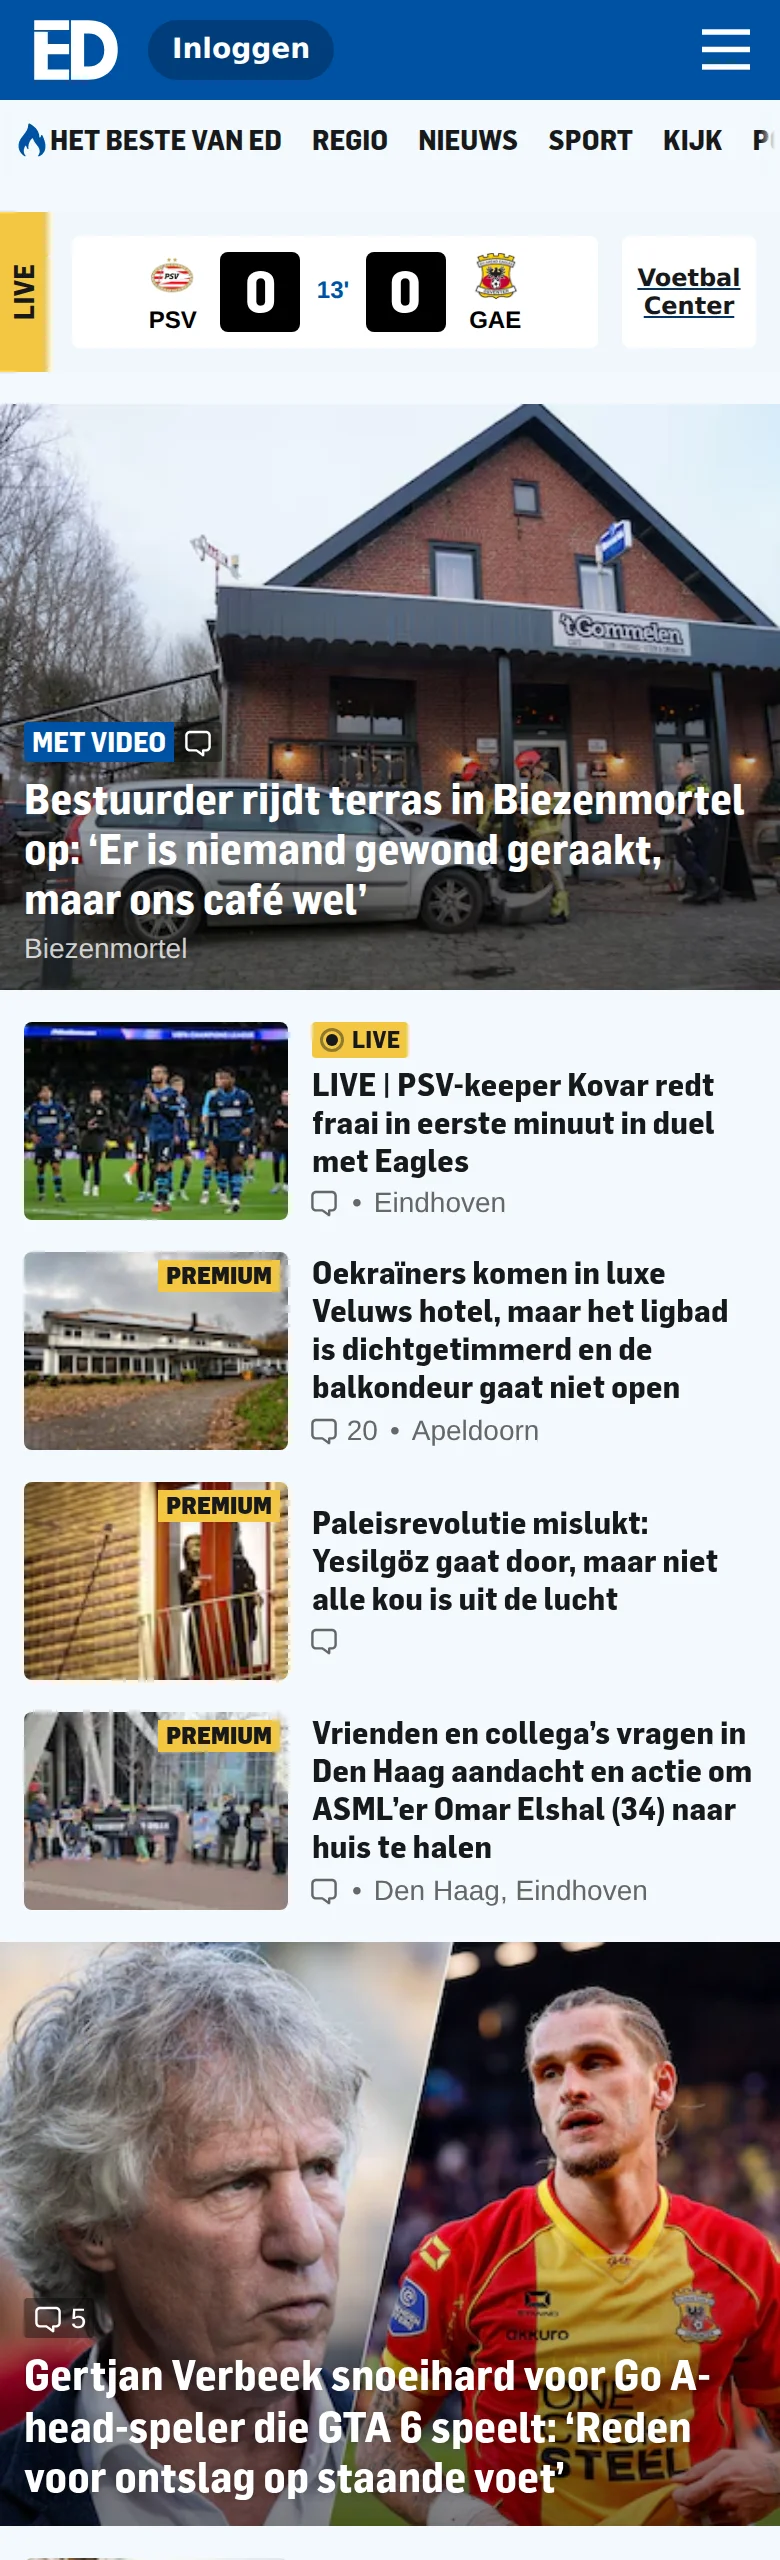 ED
Inloggen
HET BESTE VAN ED REGIO NIEUWS SPORT KIJK
LIVE
PSV
PSV
0
13'
0
GAE
Voetbal
Center
't Gommelen
MET VIDEO
Bestuurder rijdt terras in Biezenmortel
op: ‘Er is niemand gewond geraakt,
maar ons café wel’
Biezenmortel
LIVE
LIVE | PSV-keeper Kovar redt
fraai in eerste minuut in duel
met Eagles
• Eindhoven
PREMIUM
Oekraïners komen in luxe
Veluws hotel, maar het ligbad
is dichtgetimmerd en de
balkondeur gaat niet open
20 • Apeldoorn
PREMIUM
Paleisrevolutie mislukt:
Yesilgöz gaat door, maar niet
alle kou is uit de lucht
PREMIUM
Vrienden en collega’s vragen in
Den Haag aandacht en actie om
ASML’er Omar Elshal (34) naar
huis te halen
• Den Haag, Eindhoven
STANNO
akkuro
ONE
STEEL
5
Gertjan Verbeek snoeihard voor Go A-
head-speler die GTA 6 speelt: ‘Reden
voor ontslag op staande voet’